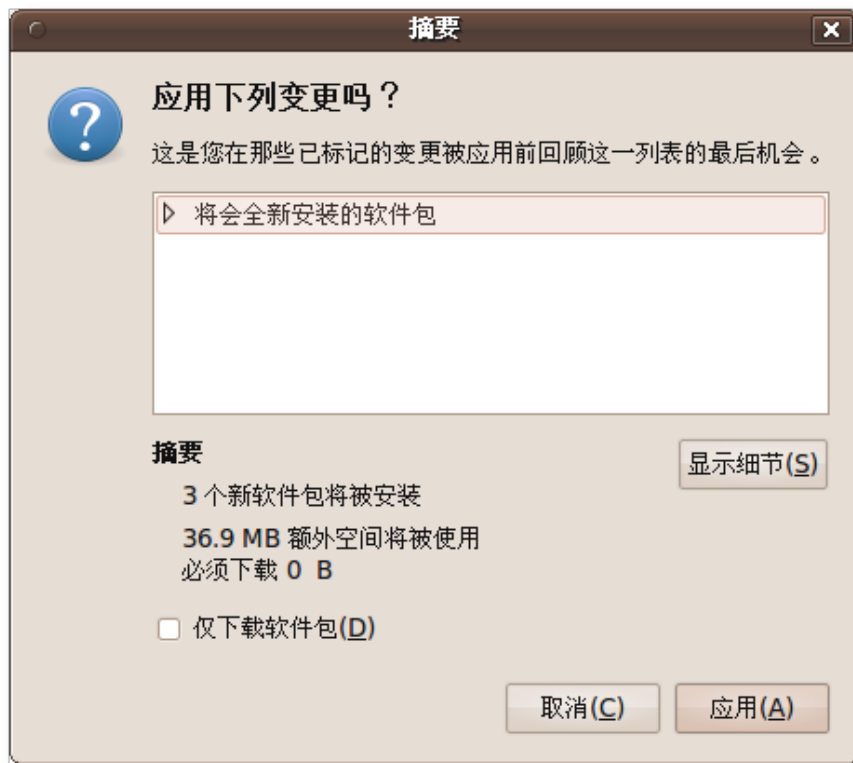 摘要
应用下列变更吗？
这是您在那些已标记的变更被应用前回顾这一列表的最后机会。
将会全新安装的软件包
摘要
显示细节(S)
3 个新软件包将被安装
36.9 MB 额外空间将被使用
必须下载 0 B
仅下载软件包(D)
取消(C)
应用(A)